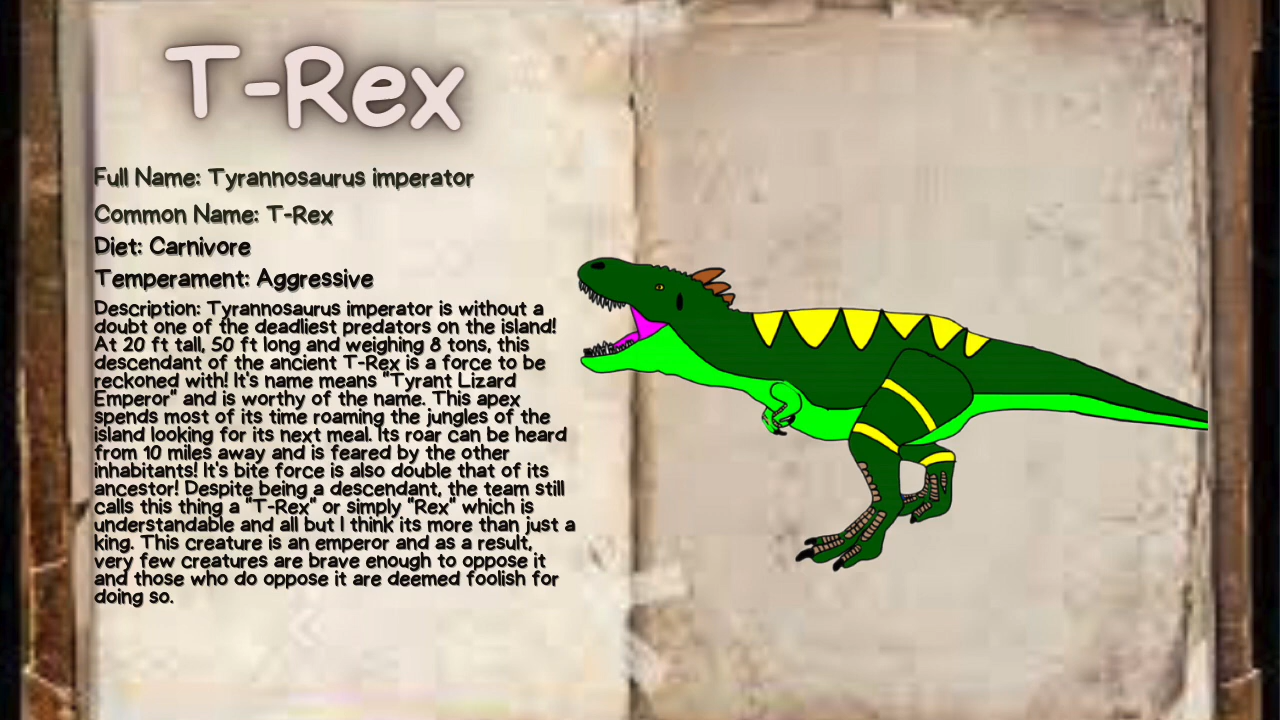 T-Rex
Full Name: Tyrannosaurus imperator
Common Name: T-Rex
Diet: Carnivore
Temperament: Aggressive
Description: Tyrannosaurus imperator is without a
doubt one of the deadliest predators on the island!
At 20 ft tall, 50 ft long and weighing 8 tons, this
descendant of the ancient T-Rex is a force to be
reckoned with! It's name means "Tyrant Lizard
Emperor" and is worthy of the name. This apex
spends most of its time roaming the jungles of the
island looking for its next meal. Its roar can be heard
from 10 miles away and is feared by the other
inhabitants! It's bite force is also double that of its
ancestor! Despite being a descendant, the team still
calls this thing a "T-Rex" or simply "Rex" which is
understandable and all but I think its more than just a
king. This creature is an emperor and as a result,
very few creatures are brave enough to oppose it
and those who do oppose it are deemed foolish for
doing so.